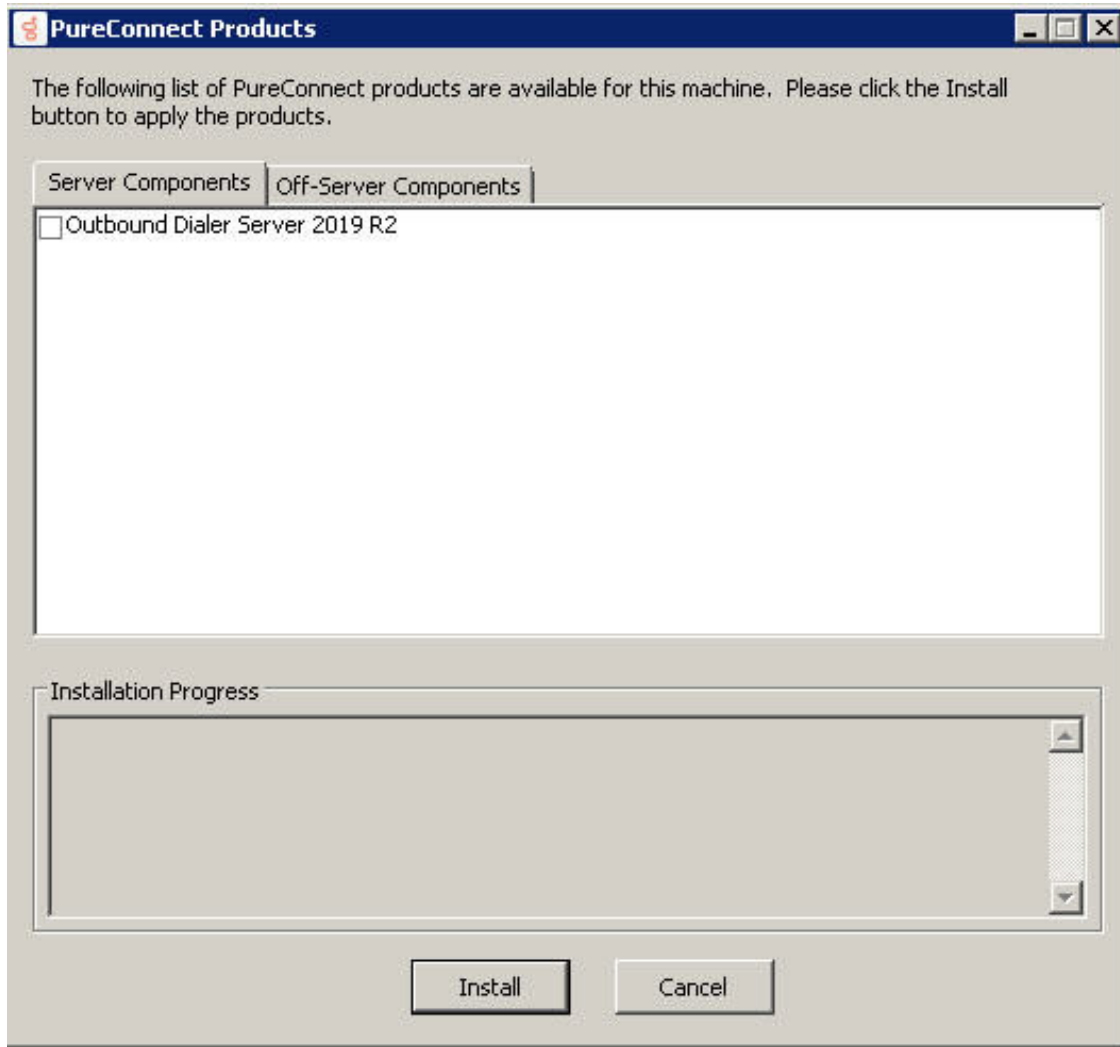 PureConnect Products
The following list of PureConnect products are available for this machine.  Please click the Install
button to apply the products.
Server Components
Off-Server Components
Outbound Dialer Server 2019 R2
Installation Progress
Install
Cancel